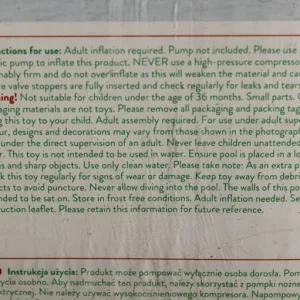 ctions for use: Adult inflation required. Pump not included. Please use
ic pump to inflate this product. NEVER use a high-pressure compresso
nably firm and do not overinflate as this will weaken the material and ca
re valve stoppers are fully inserted and check regularly for leaks and tears
ing! Not suitable for children under the age of 36 months. Small parts. C
aging materials are not toys. Please remove all packaging and packing tag
ng this toy to your child. Adult assembly required. For use under adult super
our, designs and decorations may vary from those shown in the photograph
under the direct supervision of an adult. Never leave children unattended
r. This toy is not intended to be used in water. Ensure pool is placed in a lo
s and sharp objects. Use only clean water. Please take note: As an extra p
k this toy regularly for signs of wear or damage. Keep toy away from debri
cts to avoid puncture. Never allow diving into the pool. The walls of this po
ended to be sat on. Store in frost free conditions. Adult inflation needed. Se
uction leaflet. Please retain this information for future reference.
Instrukcja użycia: Produkt może pompować wyłącznie osoba dorosła. Pom
życia osobno. Aby nadmuchać ten produkt, należy skorzystać z pompki nożn
ktrycznej. Nie należy używać wysokociśnieniowego kompresora. Napompow